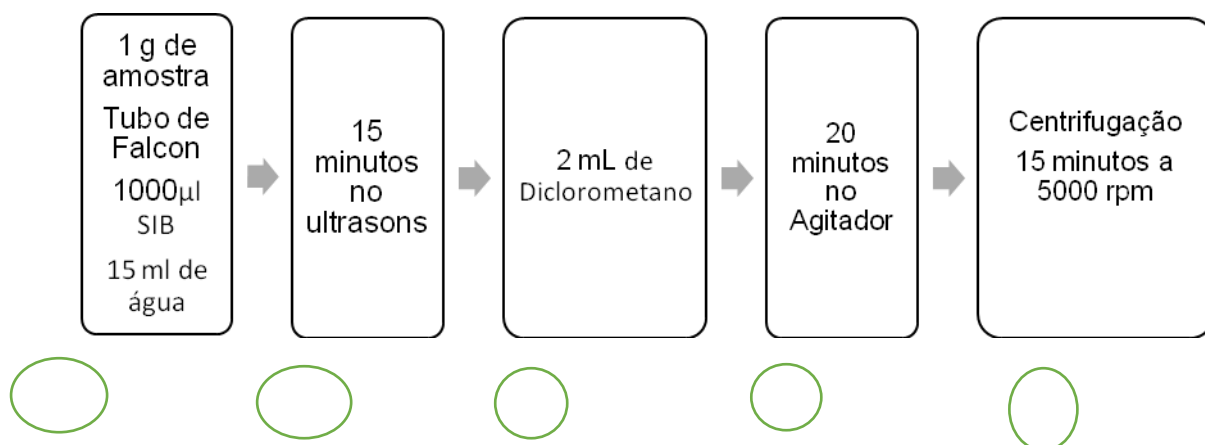 1 g de
amostra
Tubo de
Falcon
1000µl
SIB
15 ml de
água
15
minutos
no
ultrasons
2 mL de
Diclorometano
20
minutos
no
Agitador
Centrifugação
15 minutos a
5000 rpm